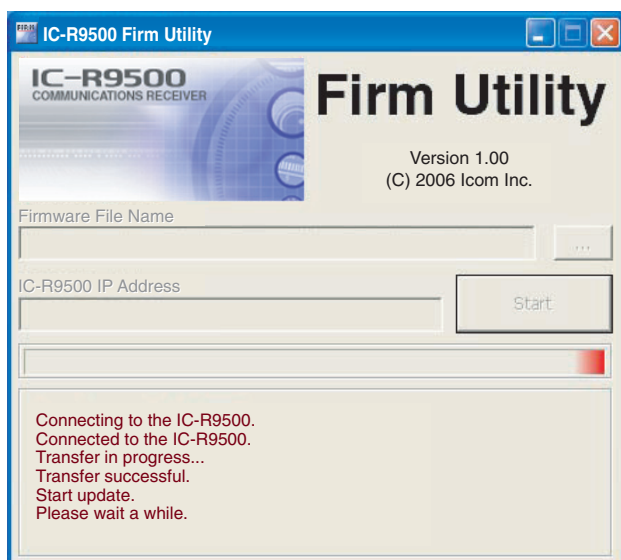 IC-R9500 Firm Utility
IC-R9500
COMMUNICATIONS RECEIVER
Firm Utility
Version 1.00
(C) 2006 Icom Inc.
Firmware File Name
...
IC-R9500 IP Address
Start
Connecting to the IC-R9500.
Connected to the IC-R9500.
Transfer in progress...
Transfer successful.
Start update.
Please wait a while.